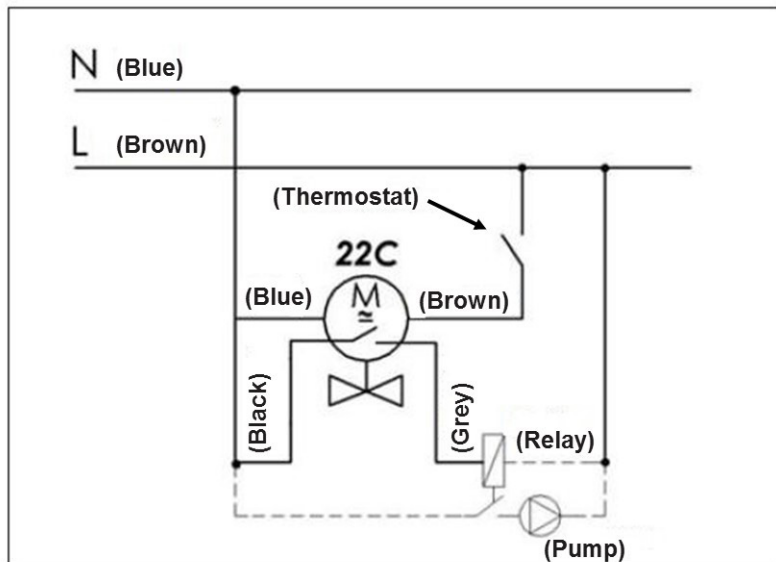 N (Blue)
L (Brown)
(Thermostat)
22C
(Blue)
M
≃
(Brown)
(Black)
(Grey)
(Relay)
(Pump)